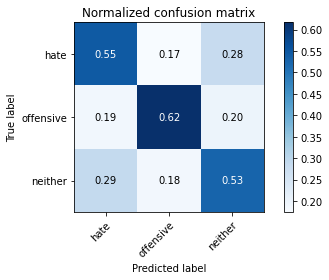 Normalized confusion matrix
True label
hate
0.55 0.17 0.28
offensive
0.19 0.62 0.20
neither
0.29 0.18 0.53
hate
offensive
neither
Predicted label
0.60
0.55
0.50
0.45
0.40
0.35
0.30
0.25
0.20